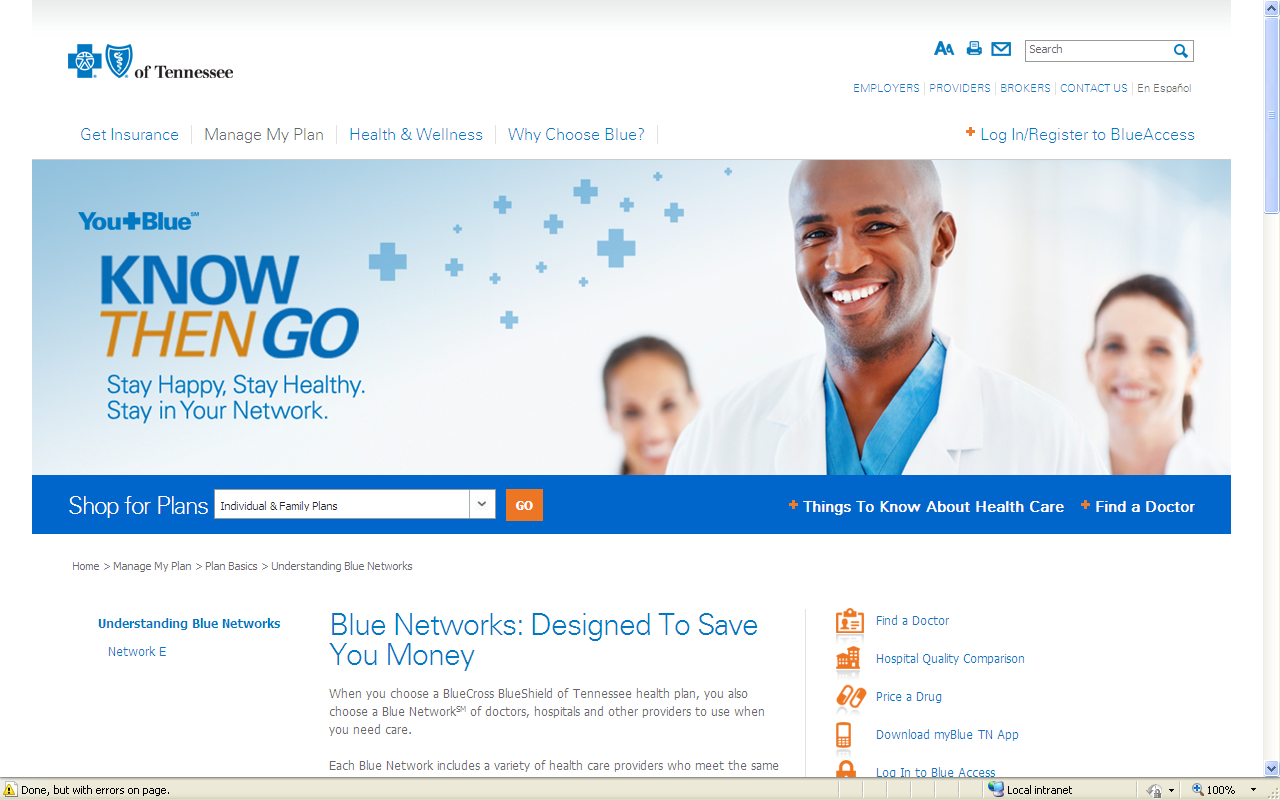 of Tennessee
AA
Search
EMPLOYERS | PROVIDERS | BROKERS | CONTACT US | En Español
Get Insurance
Manage My Plan
Health & Wellness
Why Choose Blue?
Log In/Register to BlueAccess
You+Blue℠
KNOW
THEN GO
Stay Happy, Stay Healthy.
Stay in Your Network.
Shop for Plans
Individual & Family Plans
GO
Things To Know About Health Care
Find a Doctor
Home > Manage My Plan > Plan Basics > Understanding Blue Networks
Understanding Blue Networks
Network E
Blue Networks: Designed To Save
You Money
When you choose a BlueCross BlueShield of Tennessee health plan, you also
choose a Blue Network℠ of doctors, hospitals and other providers to use when
you need care.
Each Blue Network includes a variety of health care providers who meet the same
Find a Doctor
Hospital Quality Comparison
Price a Drug
Download myBlue TN App
Log In to Blue Access
Done, but with errors on page.
Local intranet
100%